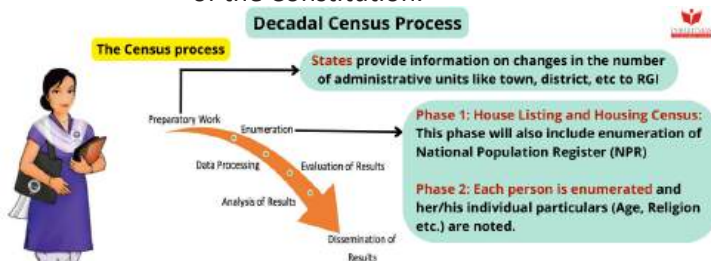 of the Constitution.
Decadal Census Process
The Census process
States provide information on changes in the number
of administrative units like town, district, etc to RGI
Preparatory Work
Enumeration
Data Processing
Evaluation of Results
Analysis of Results
Dissemination of
Results
Phase 1: House Listing and Housing Census:
This phase will also include enumeration of
National Population Register (NPR)
Phase 2: Each person is enumerated and
her/his individual particulars (Age, Religion
etc.) are noted.